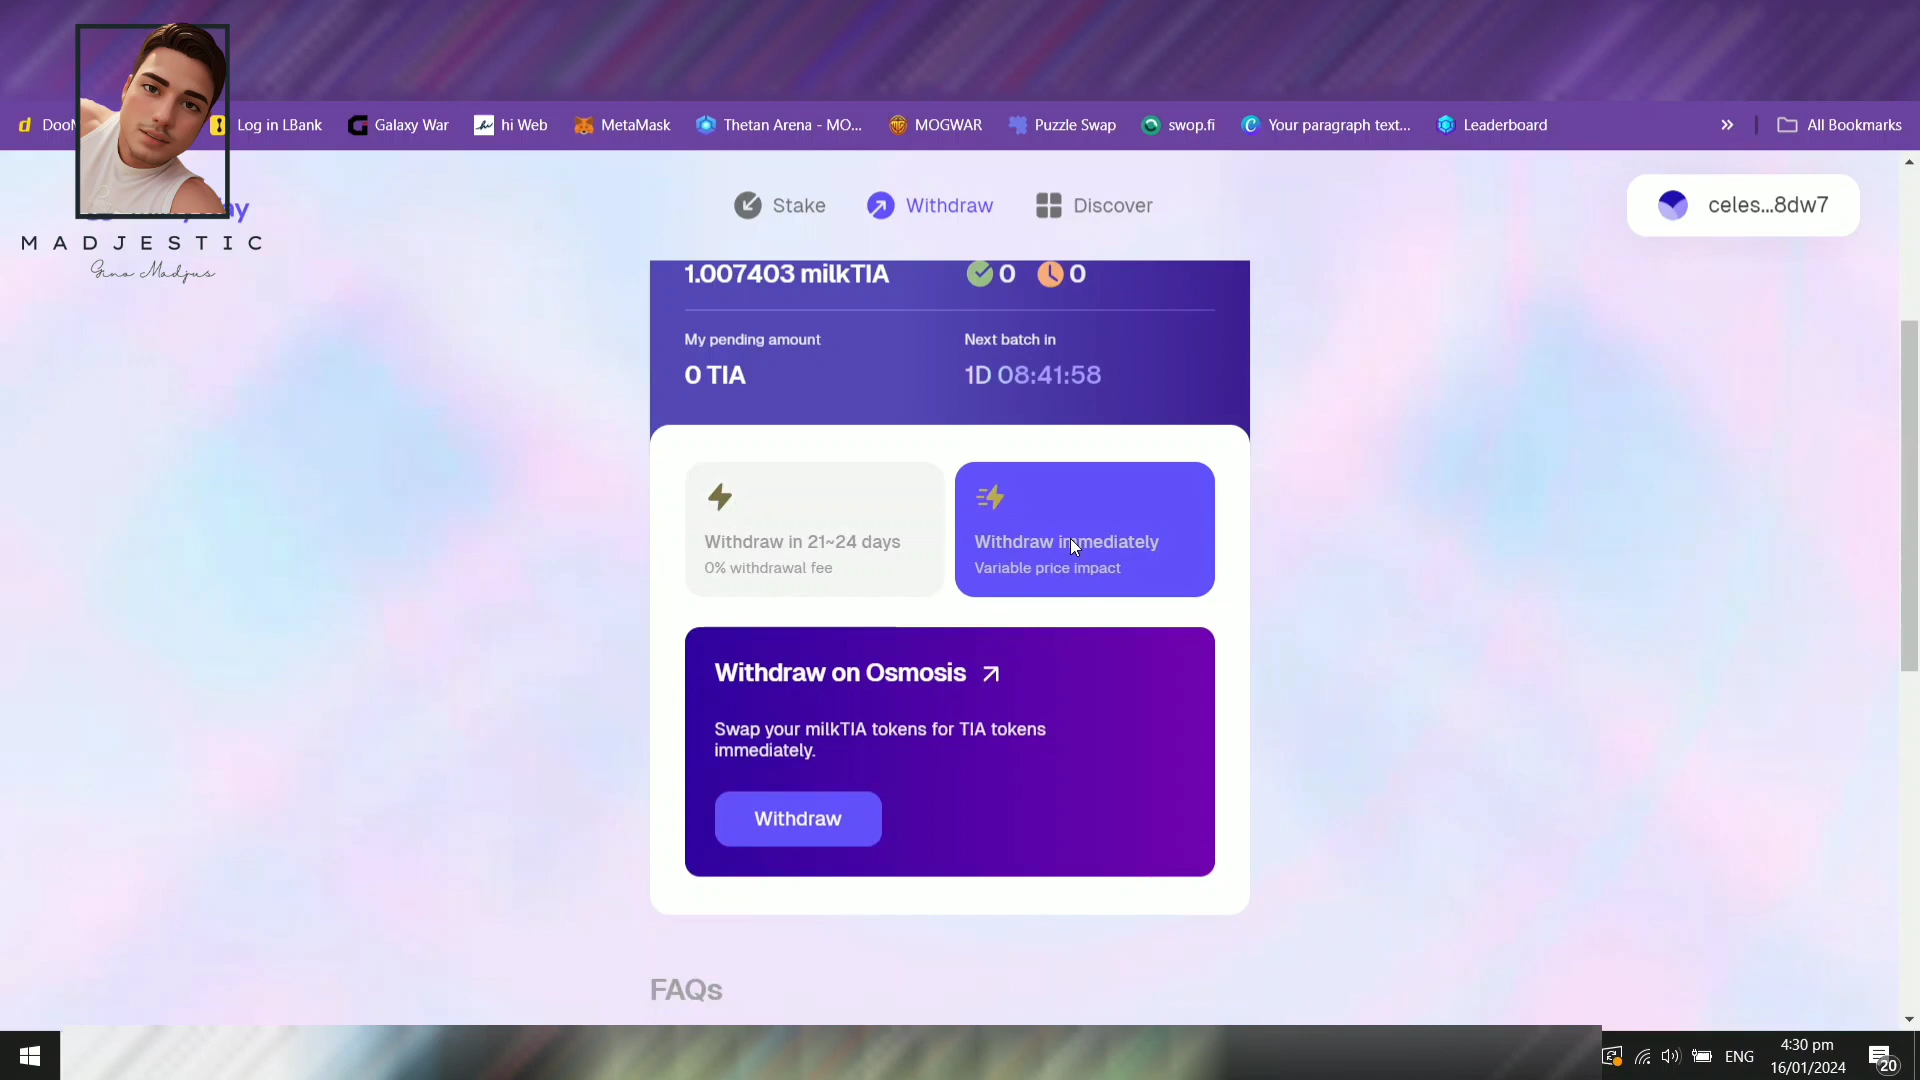 Log in LBank
Galaxy War
hi Web
MetaMask
Thetan Arena - MO...
MOGWAR
Puzzle Swap
swop.fi
Your paragraph text...
Leaderboard
»
All Bookmarks
MADJESTIC
Gino Madjus
Stake
Withdraw
Discover
celes...8dw7
1.007403 milkTIA
0
0
My pending amount
Next batch in
0 TIA
1D 08:41:58
Withdraw in 21~24 days
0% withdrawal fee
Withdraw immediately
Variable price impact
Withdraw on Osmosis
Swap your milkTIA tokens for TIA tokens
immediately.
Withdraw
FAQs
ENG
4:30 pm
16/01/2024
20